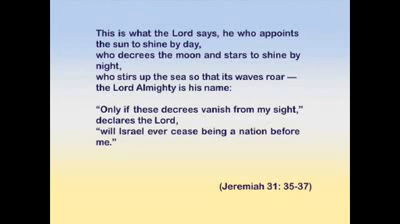 This is what the Lord says, he who appoints
the sun to shine by day,
who decrees the moon and stars to shine by
night,
who stirs up the sea so that its waves roar —
the Lord Almighty is his name:
“Only if these decrees vanish from my sight,”
declares the Lord,
“will Israel ever cease being a nation before
me.”
(Jeremiah 31: 35-37)